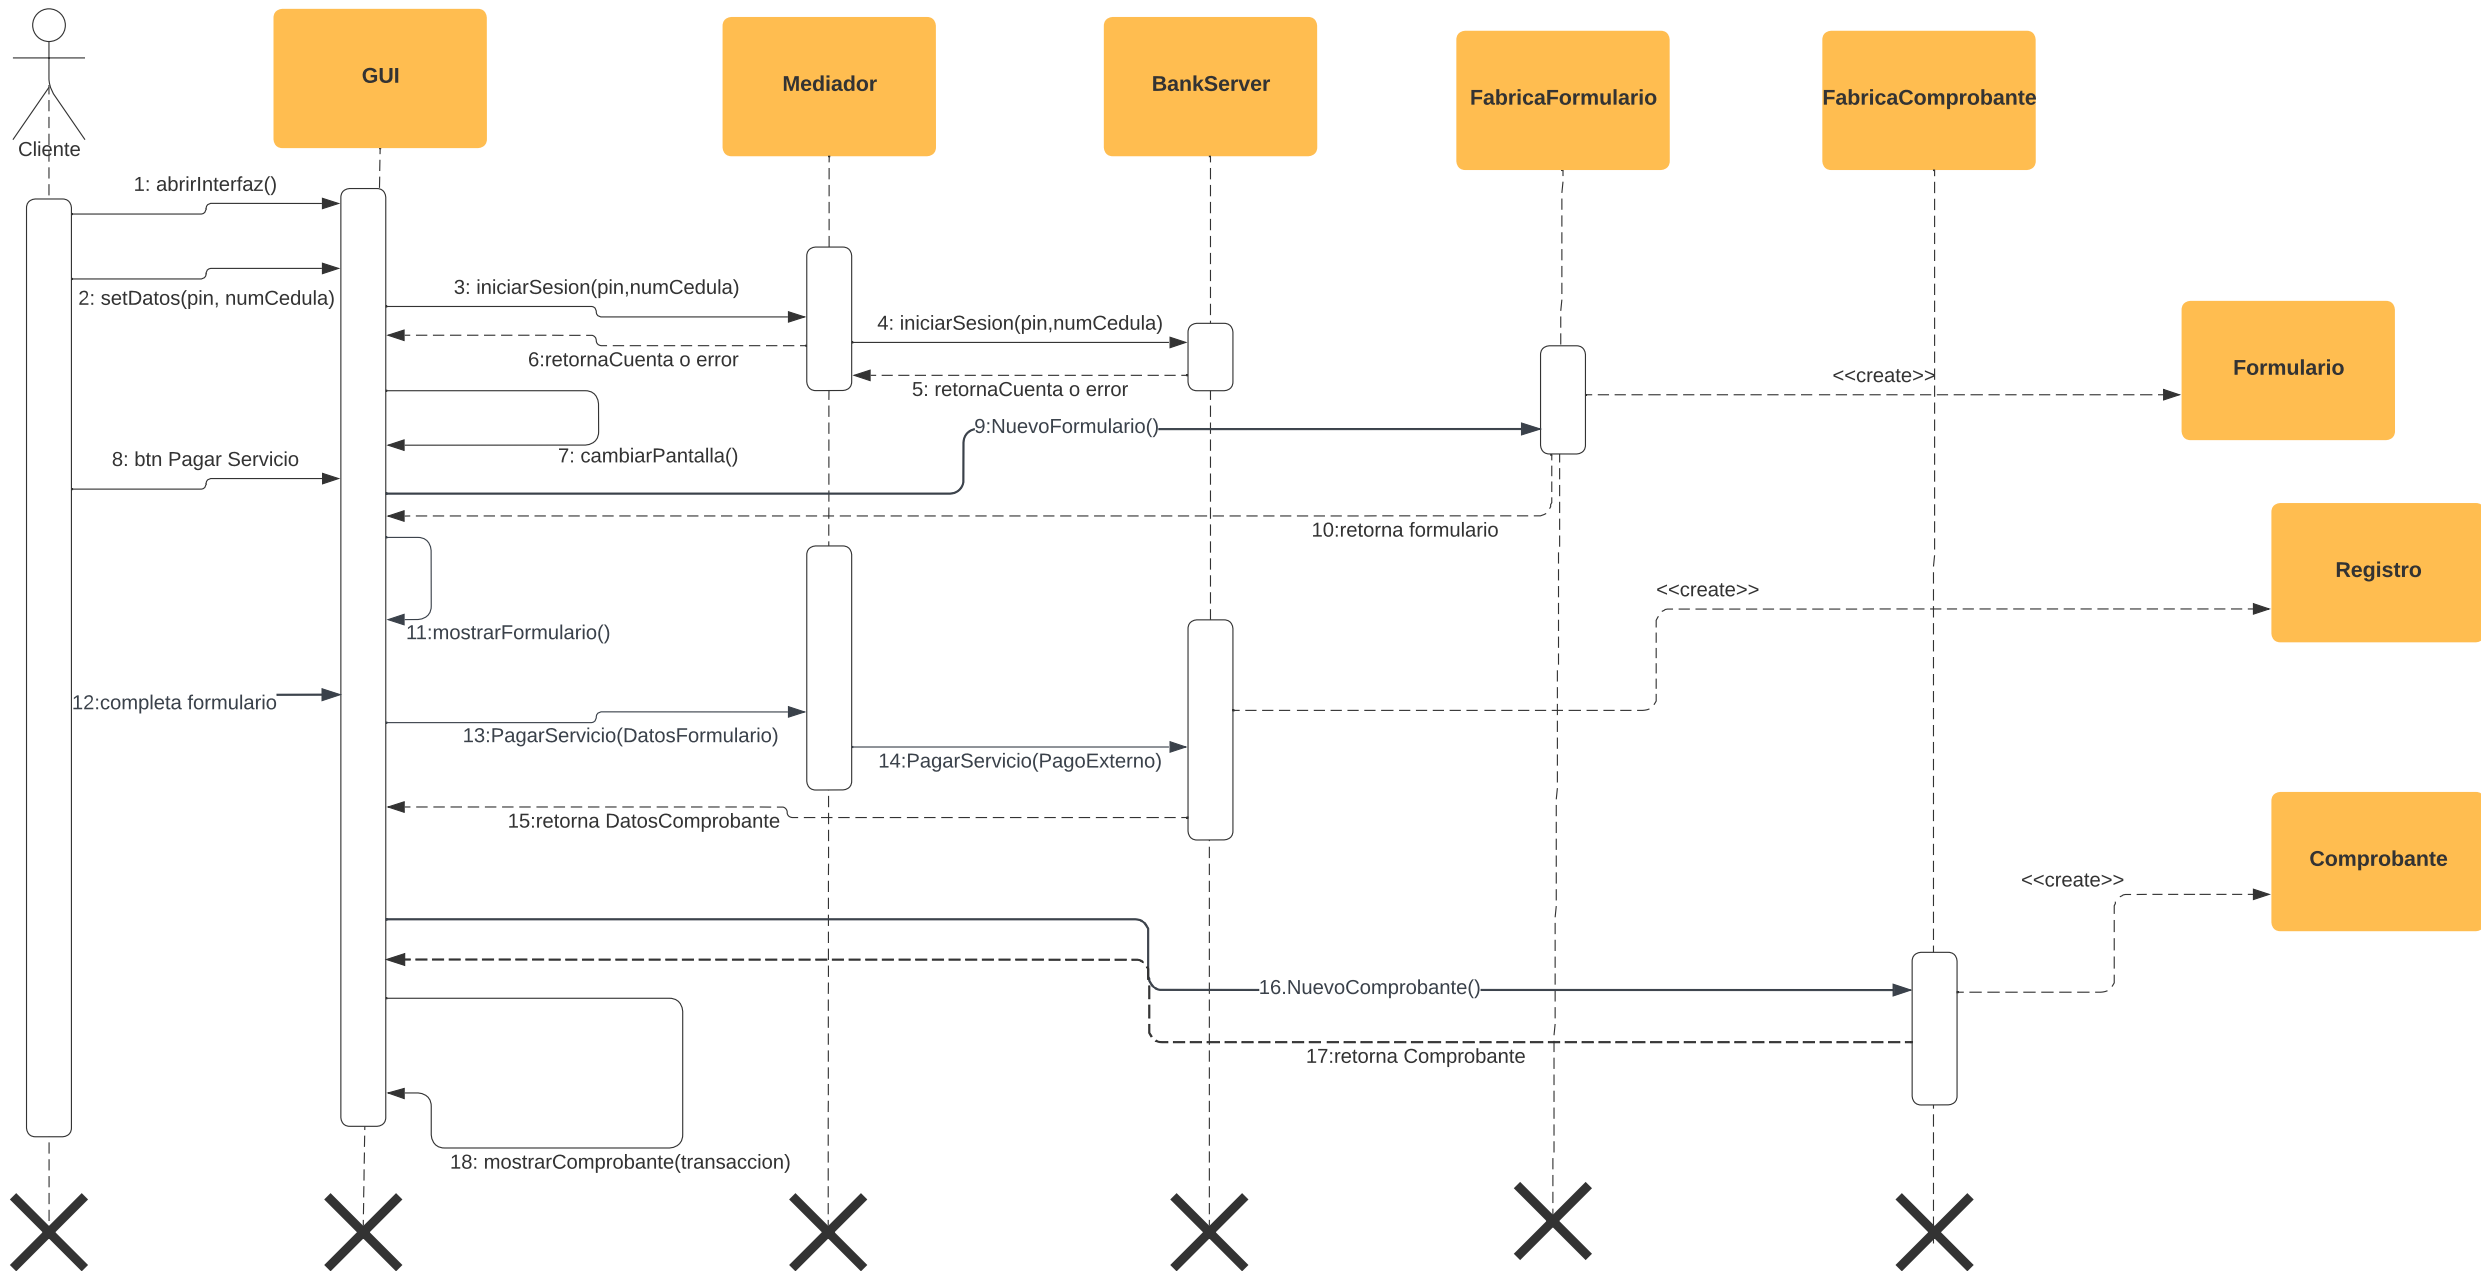 GUI
Mediador
BankServer
FabricaFormulario
FabricaComprobante
Cliente
1: abrirInterfaz()
2: setDatos(pin, numCedula)
3: iniciarSesion(pin,numCedula)
4: iniciarSesion(pin,numCedula)
6:retornaCuenta o error
5: retornaCuenta o error
<<create>>
Formulario
9:NuevoFormulario()
8: btn Pagar Servicio
7: cambiarPantalla()
10:retorna formulario
Registro
<<create>>
11:mostrarFormulario()
12:completa formulario
13:PagarServicio(DatosFormulario)
14:PagarServicio(PagoExterno)
15:retorna DatosComprobante
Comprobante
<<create>>
16.NuevoComprobante()
17:retorna Comprobante
18: mostrarComprobante(transaccion)